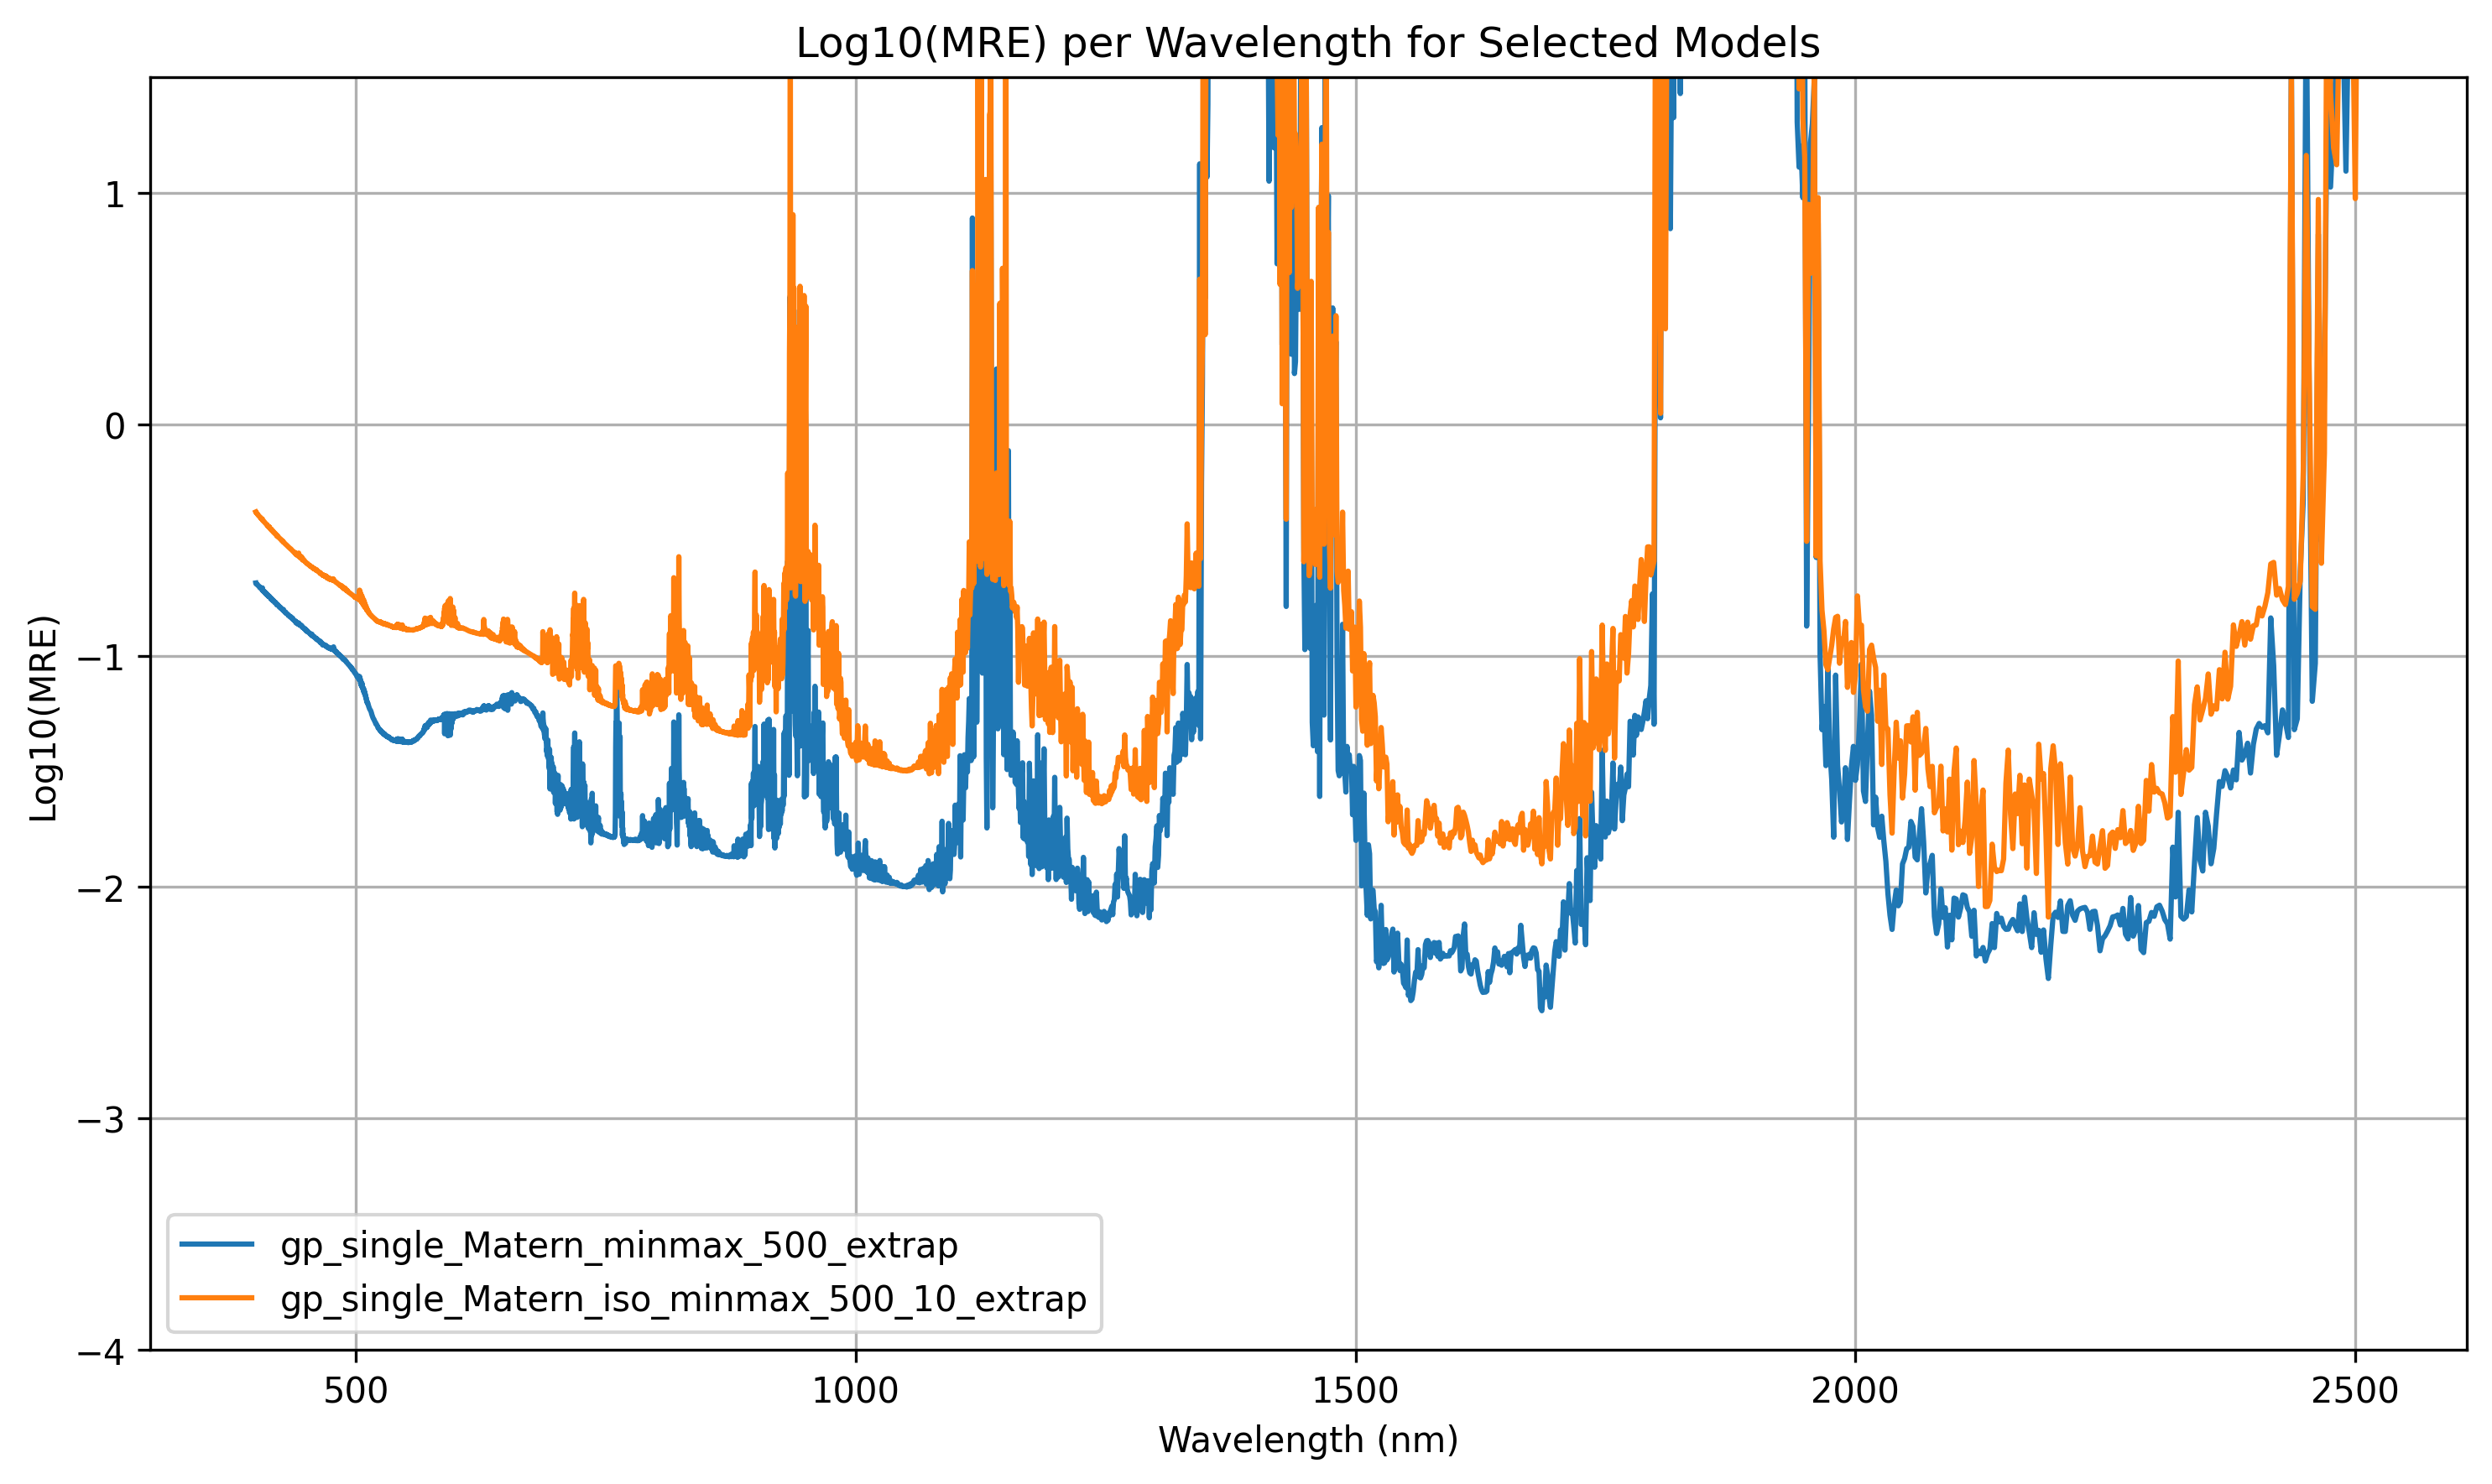 Log10(MRE) per Wavelength for Selected Models
Log10(MRE)
1
0
−1
−2
−3
−4
500
1000
1500
2000
2500
Wavelength (nm)
gp_single_Matern_minmax_500_extrap
gp_single_Matern_iso_minmax_500_10_extrap